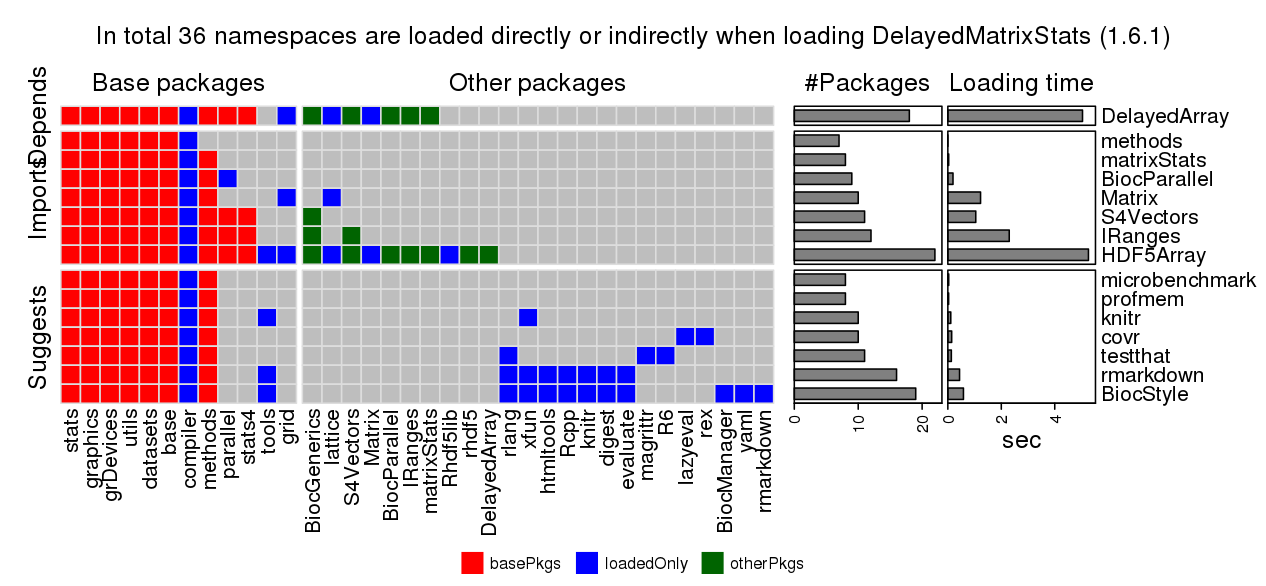 In total 36 namespaces are loaded directly or indirectly when loading DelayedMatrixStats (1.6.1)
Base packages
Other packages
#Packages
Loading time
Depends
Imports
Suggests
DelayedArray
methods
matrixStats
BiocParallel
Matrix
S4Vectors
IRanges
HDF5Array
microbenchmark
profmem
knitr
covr
testthat
rmarkdown
BiocStyle
stats
graphics
grDevices
utils
datasets
base
compiler
methods
parallel
stats4
tools
grid
BiocGenerics
lattice
S4Vectors
Matrix
BiocParallel
IRanges
matrixStats
Rhdf5lib
rhdf5
DelayedArray
rlang
xfun
htmltools
Rcpp
knitr
digest
evaluate
magrittr
R6
lazyeval
rex
BiocManager
yaml
rmarkdown
0
10
20
0
2
4
sec
basePkgs
loadedOnly
otherPkgs